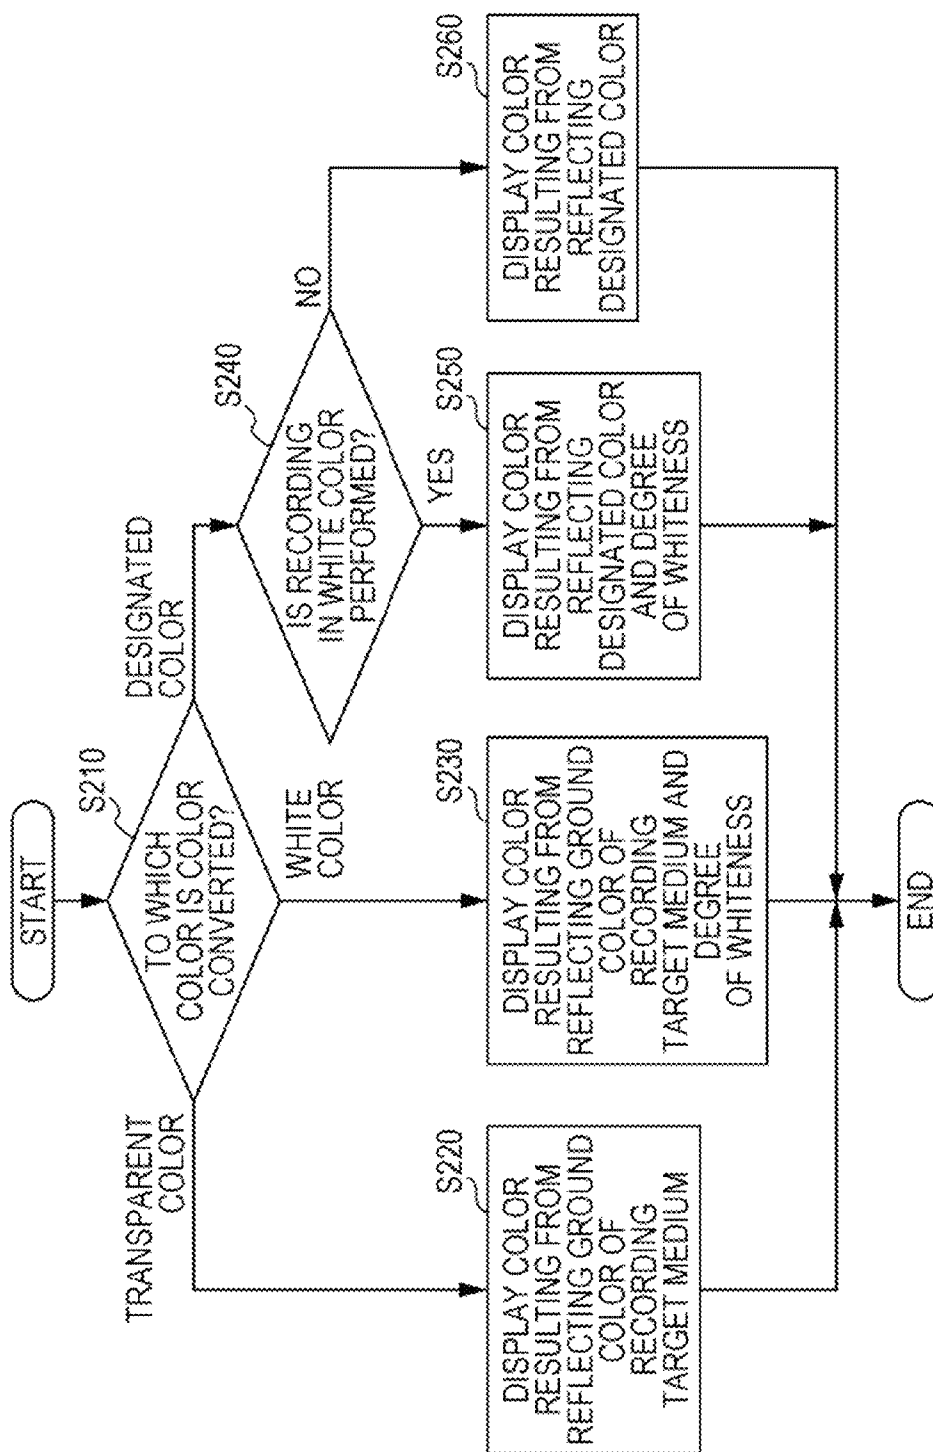 START
S210
TO WHICH
COLOR IS COLOR
CONVERTED?
TRANSPARENT
COLOR
WHITE
COLOR
DESIGNATED
COLOR
S240
IS RECORDING
IN WHITE COLOR
PERFORMED?
YES
NO
S220
DISPLAY COLOR
RESULTING FROM
REFLECTING GROUND
COLOR OF
RECORDING
TARGET MEDIUM
S230
DISPLAY COLOR
RESULTING FROM
REFLECTING GROUND
COLOR OF
RECORDING
TARGET MEDIUM AND
DEGREE
OF WHITENESS
S250
DISPLAY COLOR
RESULTING FROM
REFLECTING
DESIGNATED COLOR
AND DEGREE
OF WHITENESS
S260
DISPLAY COLOR
RESULTING FROM
REFLECTING
DESIGNATED COLOR
END